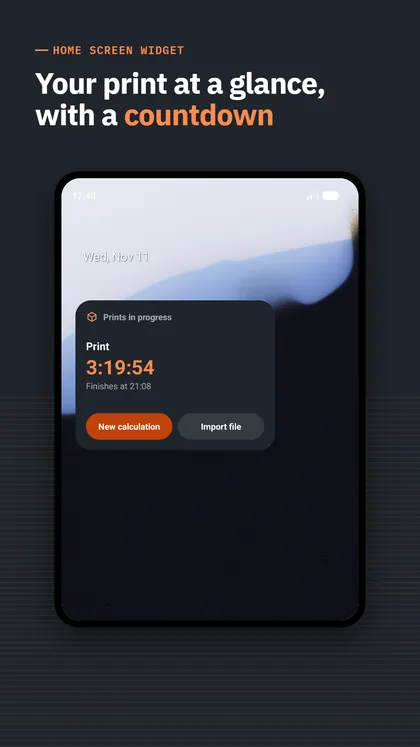 HOME SCREEN WIDGET
Your print at a glance,
with a countdown
17:48
Wed, Nov 11
Prints in progress
Print
3:19:54
Finishes at 21:08
New calculation
Import file